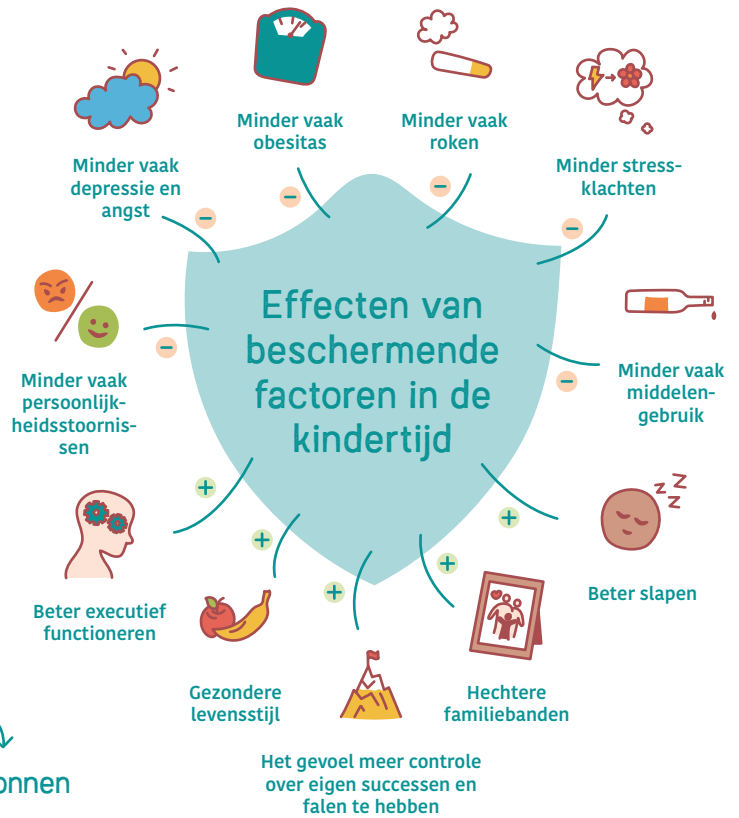 Minder vaak
obesitas
Minder vaak
roken
Minder vaak
depressie en
angst
Minder stress-
klachten
Effecten van
beschermende
factoren in de
kindertijd
Minder vaak
persoonlijk-
heidsstoornis-
sen
Minder vaak
middelen-
gebruik
Beter executief
functioneren
Beter slapen
Gezondere
levensstijl
Hechtere
familiebanden
Het gevoel meer controle
over eigen successen en
falen te hebben
onnen